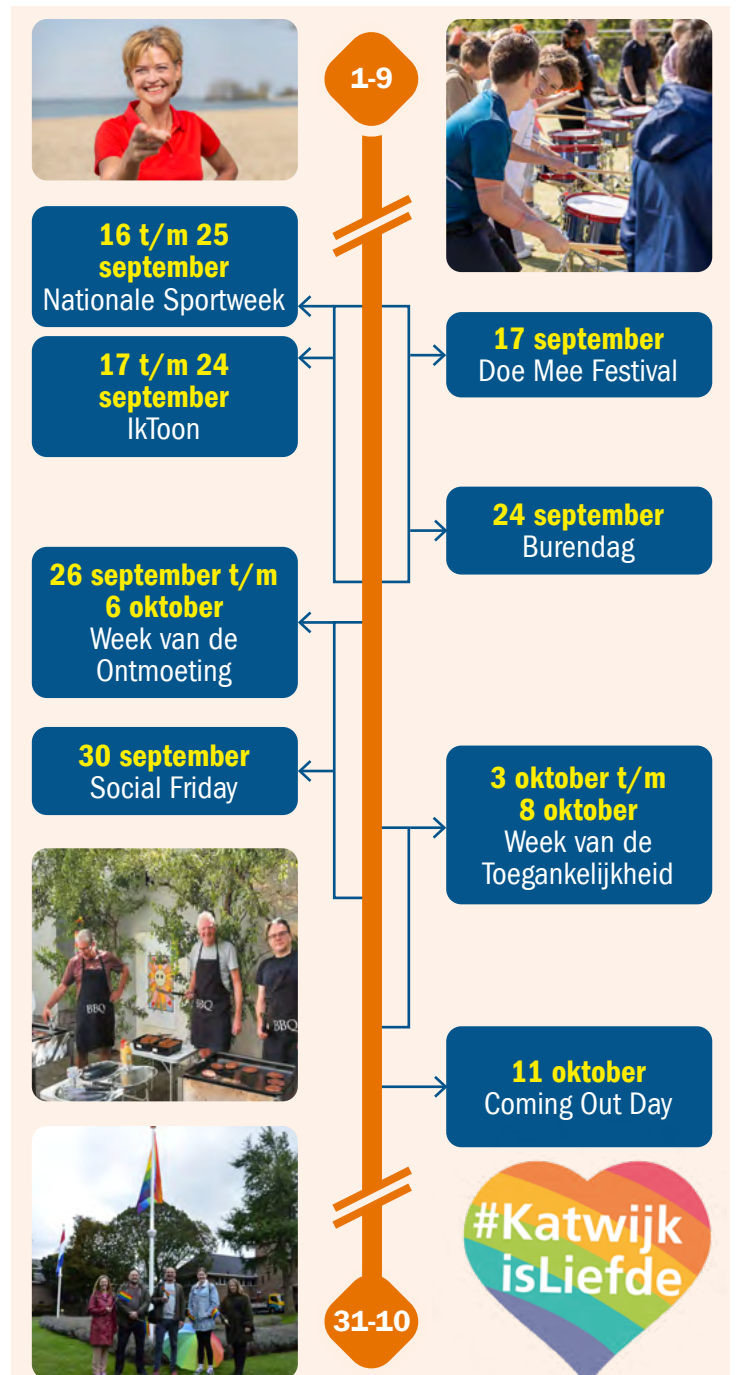 1-9
16 t/m 25
september
Nationale Sportweek
17 t/m 24
september
IkToon
17 september
Doe Mee Festival
24 september
Burendag
26 september t/m
6 oktober
Week van de
Ontmoeting
30 september
Social Friday
3 oktober t/m
8 oktober
Week van de
Toegankelijkheid
BBQ
BBQ
BBQ
11 oktober
Coming Out Day
#Katwijk
isLiefde
31-10